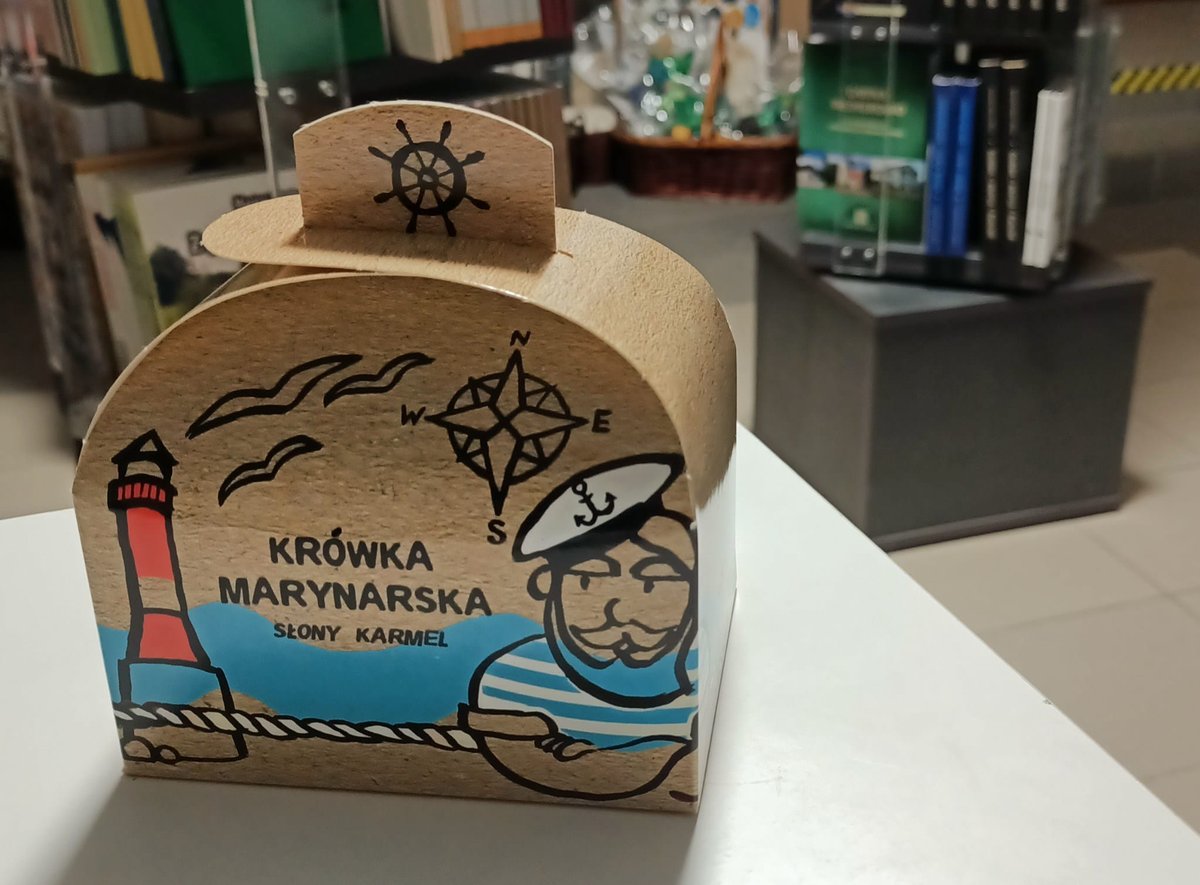 N
W E
S
KRÓWKA
MARYNARSKA
SŁONY KARMEL